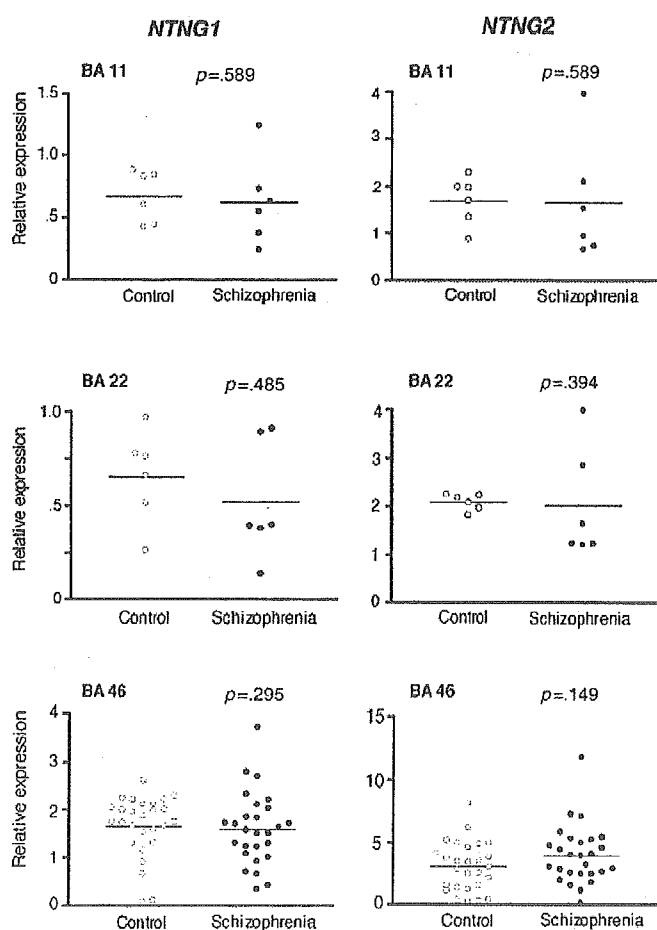 NTNG1
NTNG2
BA 11
p=.589
1.5
1.0
.5
0
Relative expression
Control
Schizophrenia
BA 11
p=.589
4
3
.2
1
0
Control
Schizophrenia
BA 22
p=.485
1.0
.5
0
Relative expression
Control
Schizophrenia
BA 22
p=.394
4
3
2
1
0
Control
Schizophrenia
BA 46
p=.295
4
3
2
1
0
Relative expression
Control
Schizophrenia
BA 46
p=.149
15
10
5
0
Control
Schizophrenia